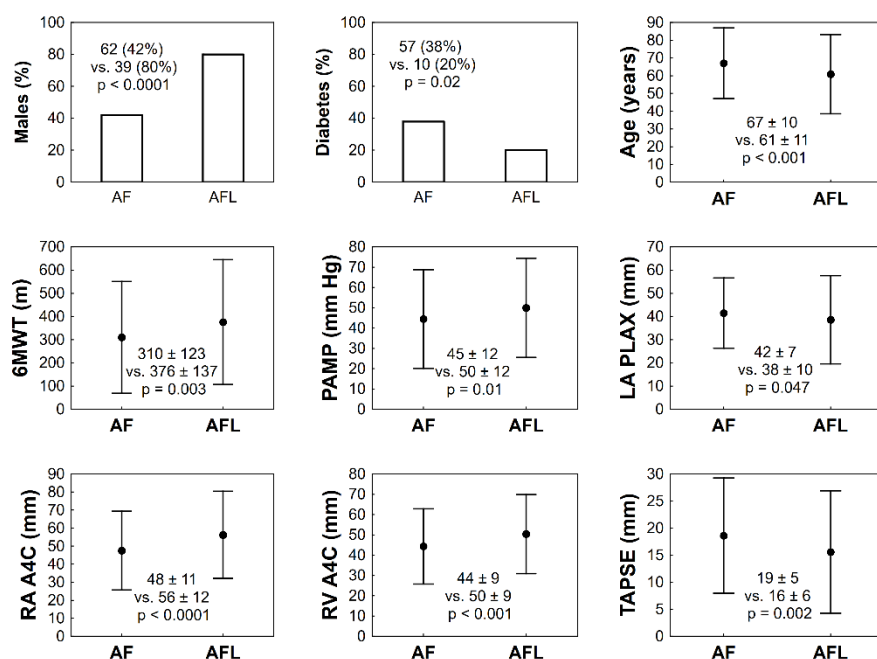 Males (%)
100
80
60
40
20
0
62 (42%)
vs. 39 (80%)
p < 0.0001
AF AFL
Diabetes (%)
100
80
60
40
20
0
57 (38%)
vs. 10 (20%)
p = 0.02
AF AFL
Age (years)
90
80
70
60
50
40
30
20
10
0
67 ± 10
vs. 61 ± 11
p < 0.001
AF AFL
6MWT (m)
700
600
500
400
300
200
100
0
310 ± 123
vs. 376 ± 137
p = 0.003
AF AFL
PAMP (mm Hg)
80
70
60
50
40
30
20
10
0
45 ± 12
vs. 50 ± 12
p = 0.01
AF AFL
LA PLAX (mm)
70
60
50
40
30
20
10
0
42 ± 7
vs. 38 ± 10
p = 0.047
AF AFL
RA A4C (mm)
90
80
70
60
50
40
30
20
10
0
48 ± 11
vs. 56 ± 12
p < 0.0001
AF AFL
RV A4C (mm)
80
70
60
50
40
30
20
10
0
44 ± 9
vs. 50 ± 9
p < 0.001
AF AFL
TAPSE (mm)
30
25
20
15
10
5
0
19 ± 5
vs. 16 ± 6
p = 0.002
AF AFL